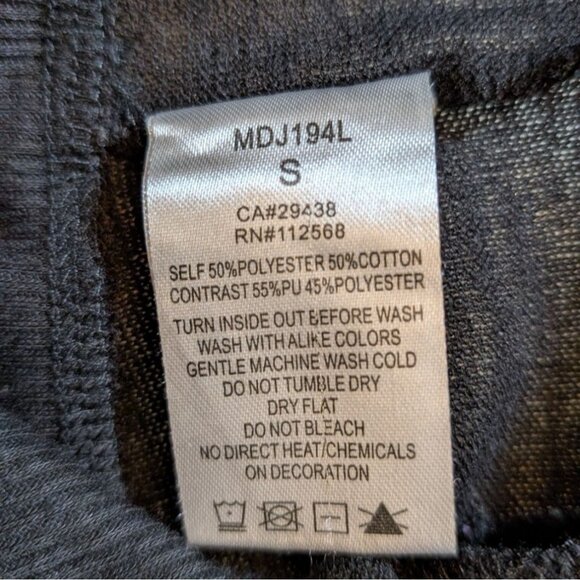 MDJ194L
S
CA#29438
RN#112568
SELF 50%POLYESTER 50%COTTON
CONTRAST 55%PU 45%POLYESTER
TURN INSIDE OUT BEFORE WASH
WASH WITH ALIKE COLORS
GENTLE MACHINE WASH COLD
DO NOT TUMBLE DRY
DRY FLAT
DO NOT BLEACH
NO DIRECT HEAT/CHEMICALS
ON DECORATION